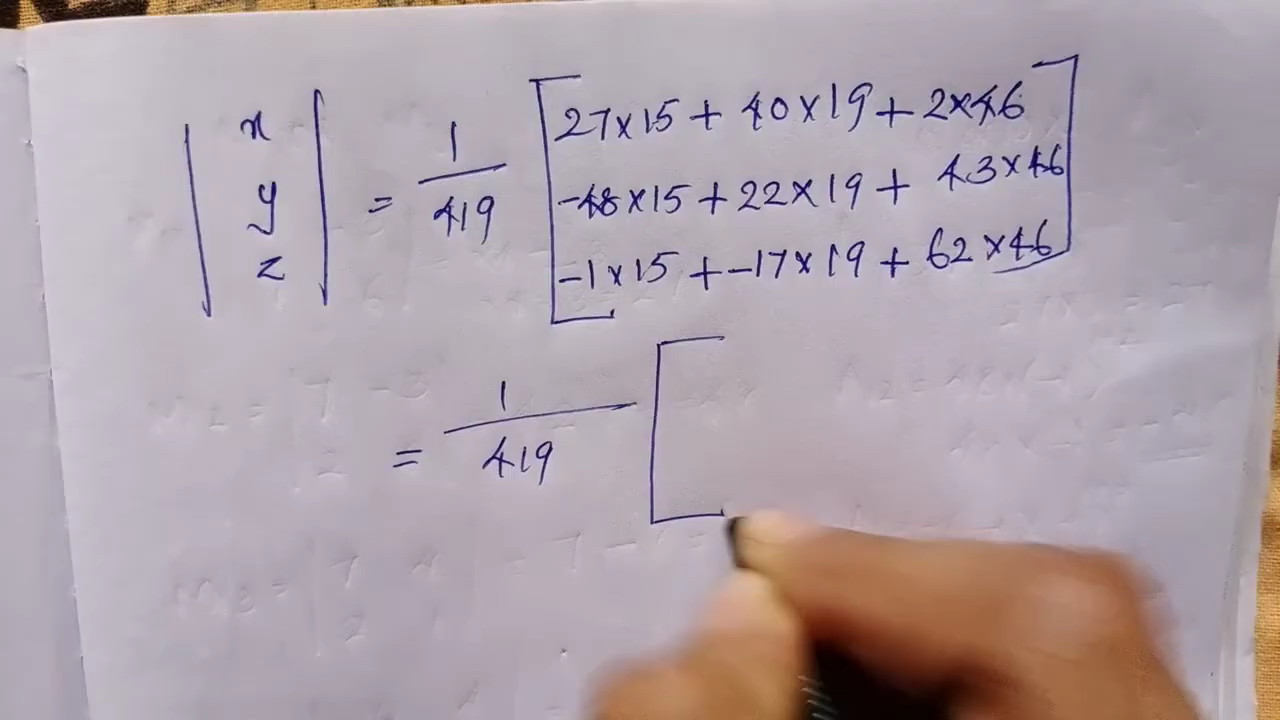 x
y
z
= 1/419
27×15 + 40×19 + 2×46
-48×15 + 22×19 + 43×46
-1×15 + -17×19 + 62×46
= 1/419 [